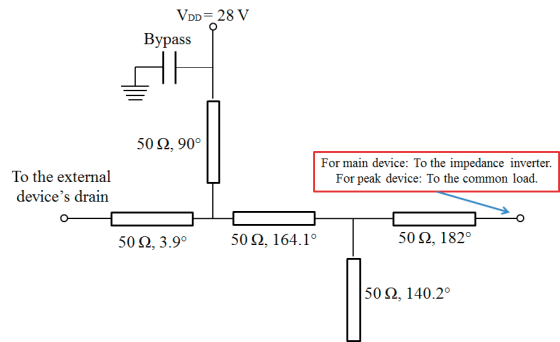 V_DD = 28 V
Bypass
50 Ω, 90°
For main device: To the impedance inverter.
For peak device: To the common load.
To the external
device's drain
50 Ω, 3.9°
50 Ω, 164.1°
50 Ω, 182°
50 Ω, 140.2°